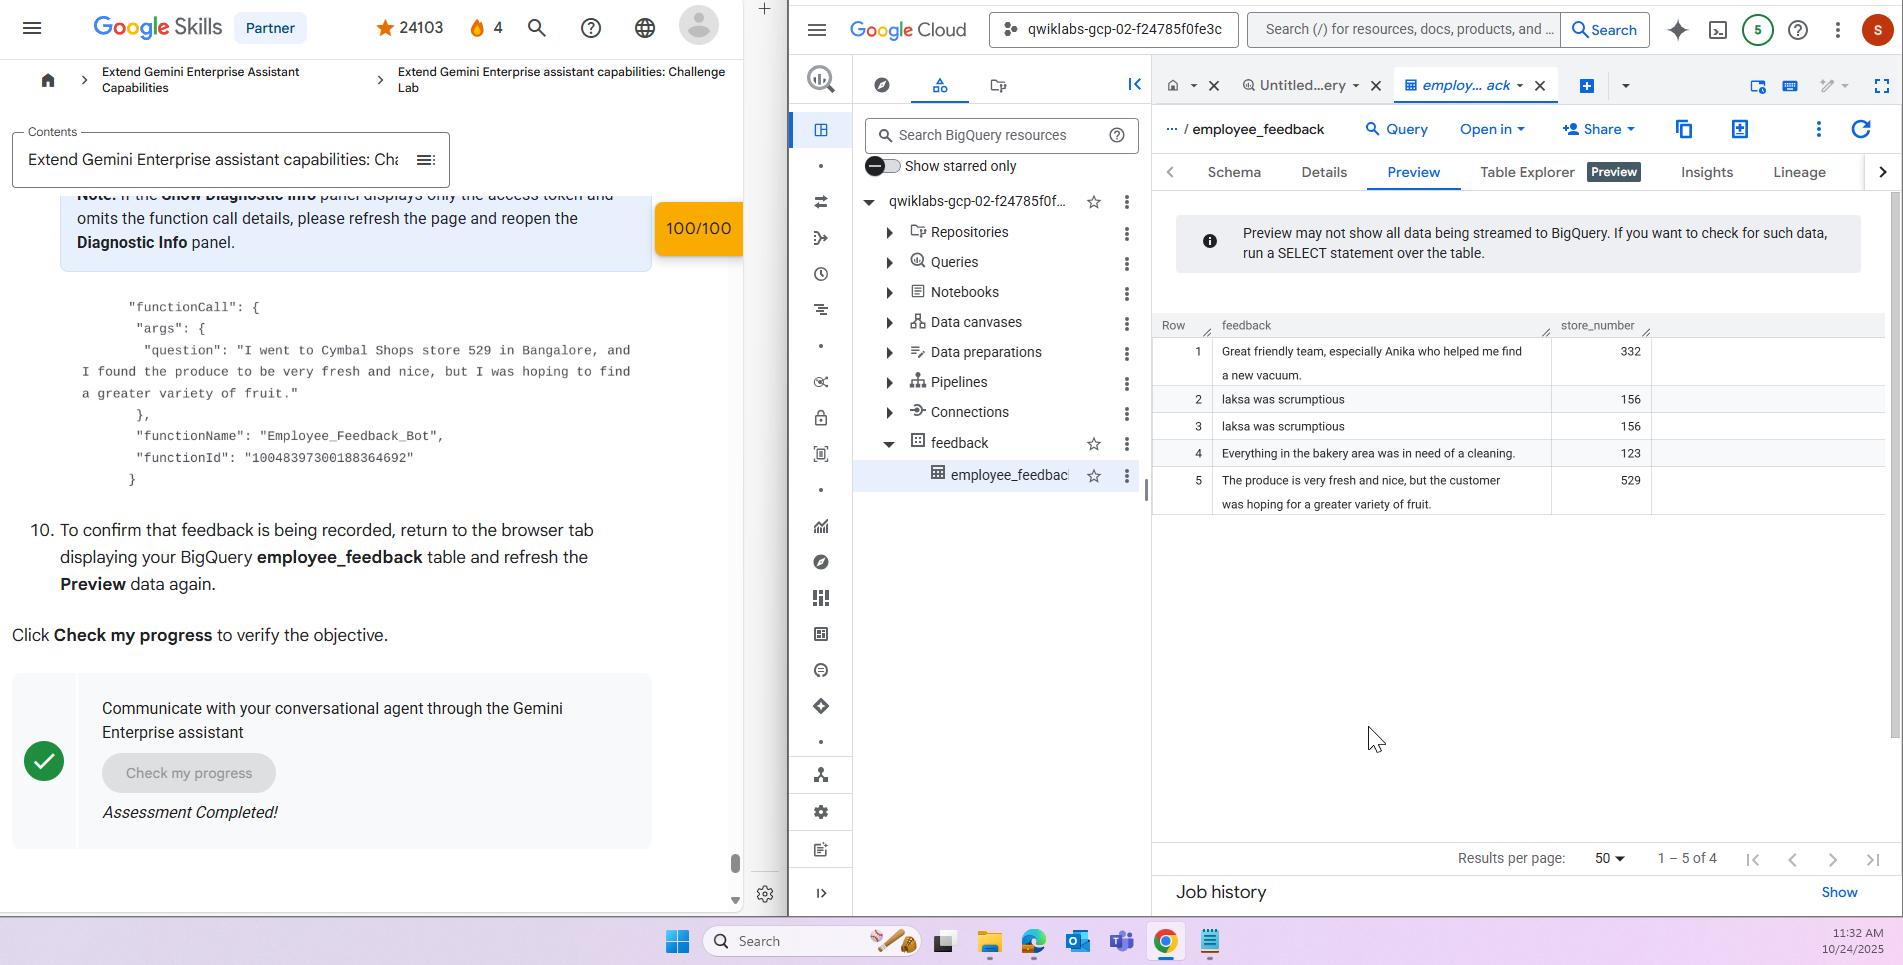 Google Skills
Partner
24103
4
Extend Gemini Enterprise Assistant
Capabilities
Extend Gemini Enterprise assistant capabilities: Challenge
Lab
Contents
Extend Gemini Enterprise assistant capabilities: Cha
omits the function call details, please refresh the page and reopen the
Diagnostic Info panel.
100/100
"functionCall": {
"args": {
"question": "I went to Cymbal Shops store 529 in Bangalore, and
I found the produce to be very fresh and nice, but I was hoping to find
a greater variety of fruit."
},
"functionName": "Employee_Feedback_Bot",
"functionId": "10048397300188364692"
}
10. To confirm that feedback is being recorded, return to the browser tab
displaying your BigQuery employee_feedback table and refresh the
Preview data again.
Click Check my progress to verify the objective.
Communicate with your conversational agent through the Gemini
Enterprise assistant
Check my progress
Assessment Completed!
Google Cloud
qwiklabs-gcp-02-f24785f0fe3c
Search (/) for resources, docs, products, and ...
Search
5
S
Untitled...ery
employ... ack
Search BigQuery resources
Show starred only
qwiklabs-gcp-02-f24785f0f...
Repositories
Queries
Notebooks
Data canvases
Data preparations
Pipelines
Connections
feedback
employee_feedbac
... / employee_feedback
Query
Open in
Share
Schema
Details
Preview
Table Explorer
Preview
Insights
Lineage
Preview may not show all data being streamed to BigQuery. If you want to check for such data,
run a SELECT statement over the table.
Row feedback store_number
1 Great friendly team, especially Anika who helped me find 332
a new vacuum.
2 laksa was scrumptious 156
3 laksa was scrumptious 156
4 Everything in the bakery area was in need of a cleaning. 123
5 The produce is very fresh and nice, but the customer 529
was hoping for a greater variety of fruit.
Results per page: 50 1 – 5 of 4
Job history
Show
Search
11:32 AM
10/24/2025